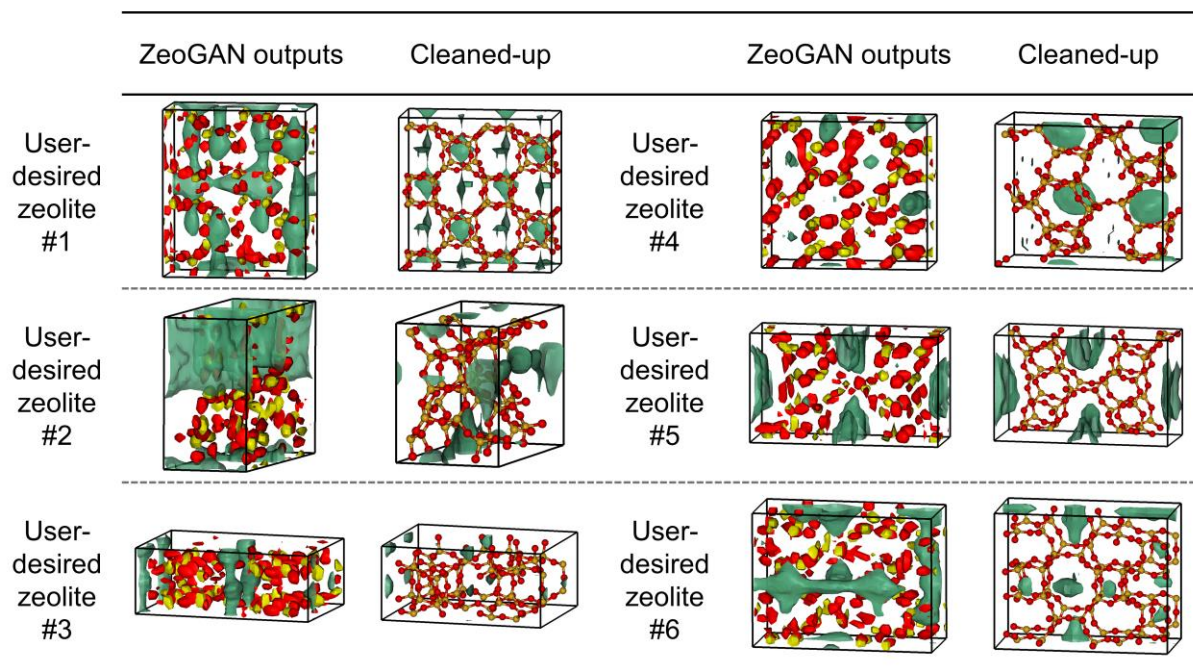 ZeoGAN outputs Cleaned-up ZeoGAN outputs Cleaned-up
User-
desired
zeolite
#1
User-
desired
zeolite
#4
User-
desired
zeolite
#2
User-
desired
zeolite
#5
User-
desired
zeolite
#3
User-
desired
zeolite
#6